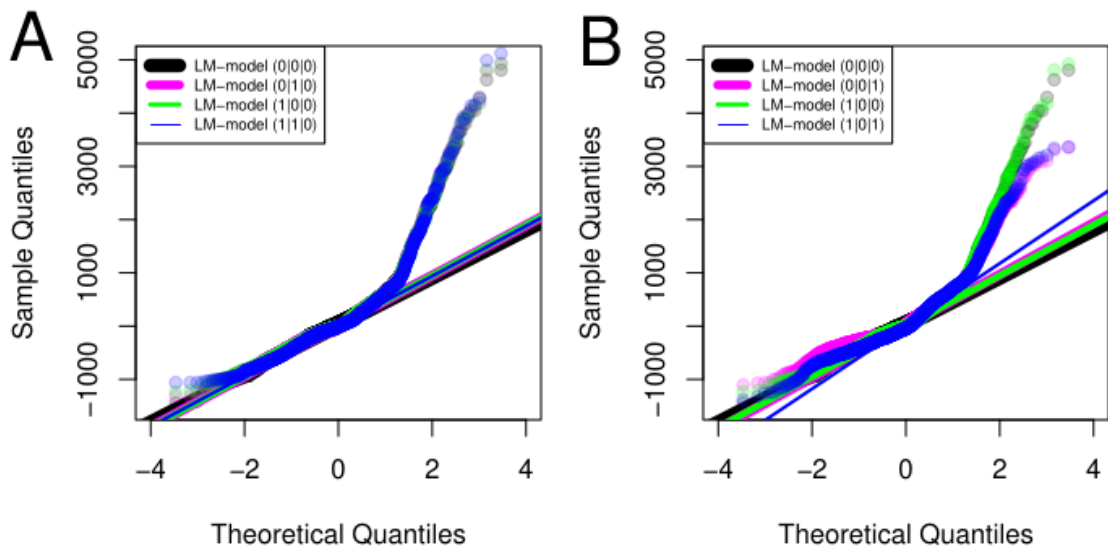 A
LM−model (0|0|0)
LM−model (0|1|0)
LM−model (1|0|0)
LM−model (1|1|0)
Sample Quantiles
−1000
1000
3000
5000
−4
−2
0
2
4
Theoretical Quantiles
B
LM−model (0|0|0)
LM−model (0|0|1)
LM−model (1|0|0)
LM−model (1|0|1)
Sample Quantiles
−1000
1000
3000
5000
−4
−2
0
2
4
Theoretical Quantiles